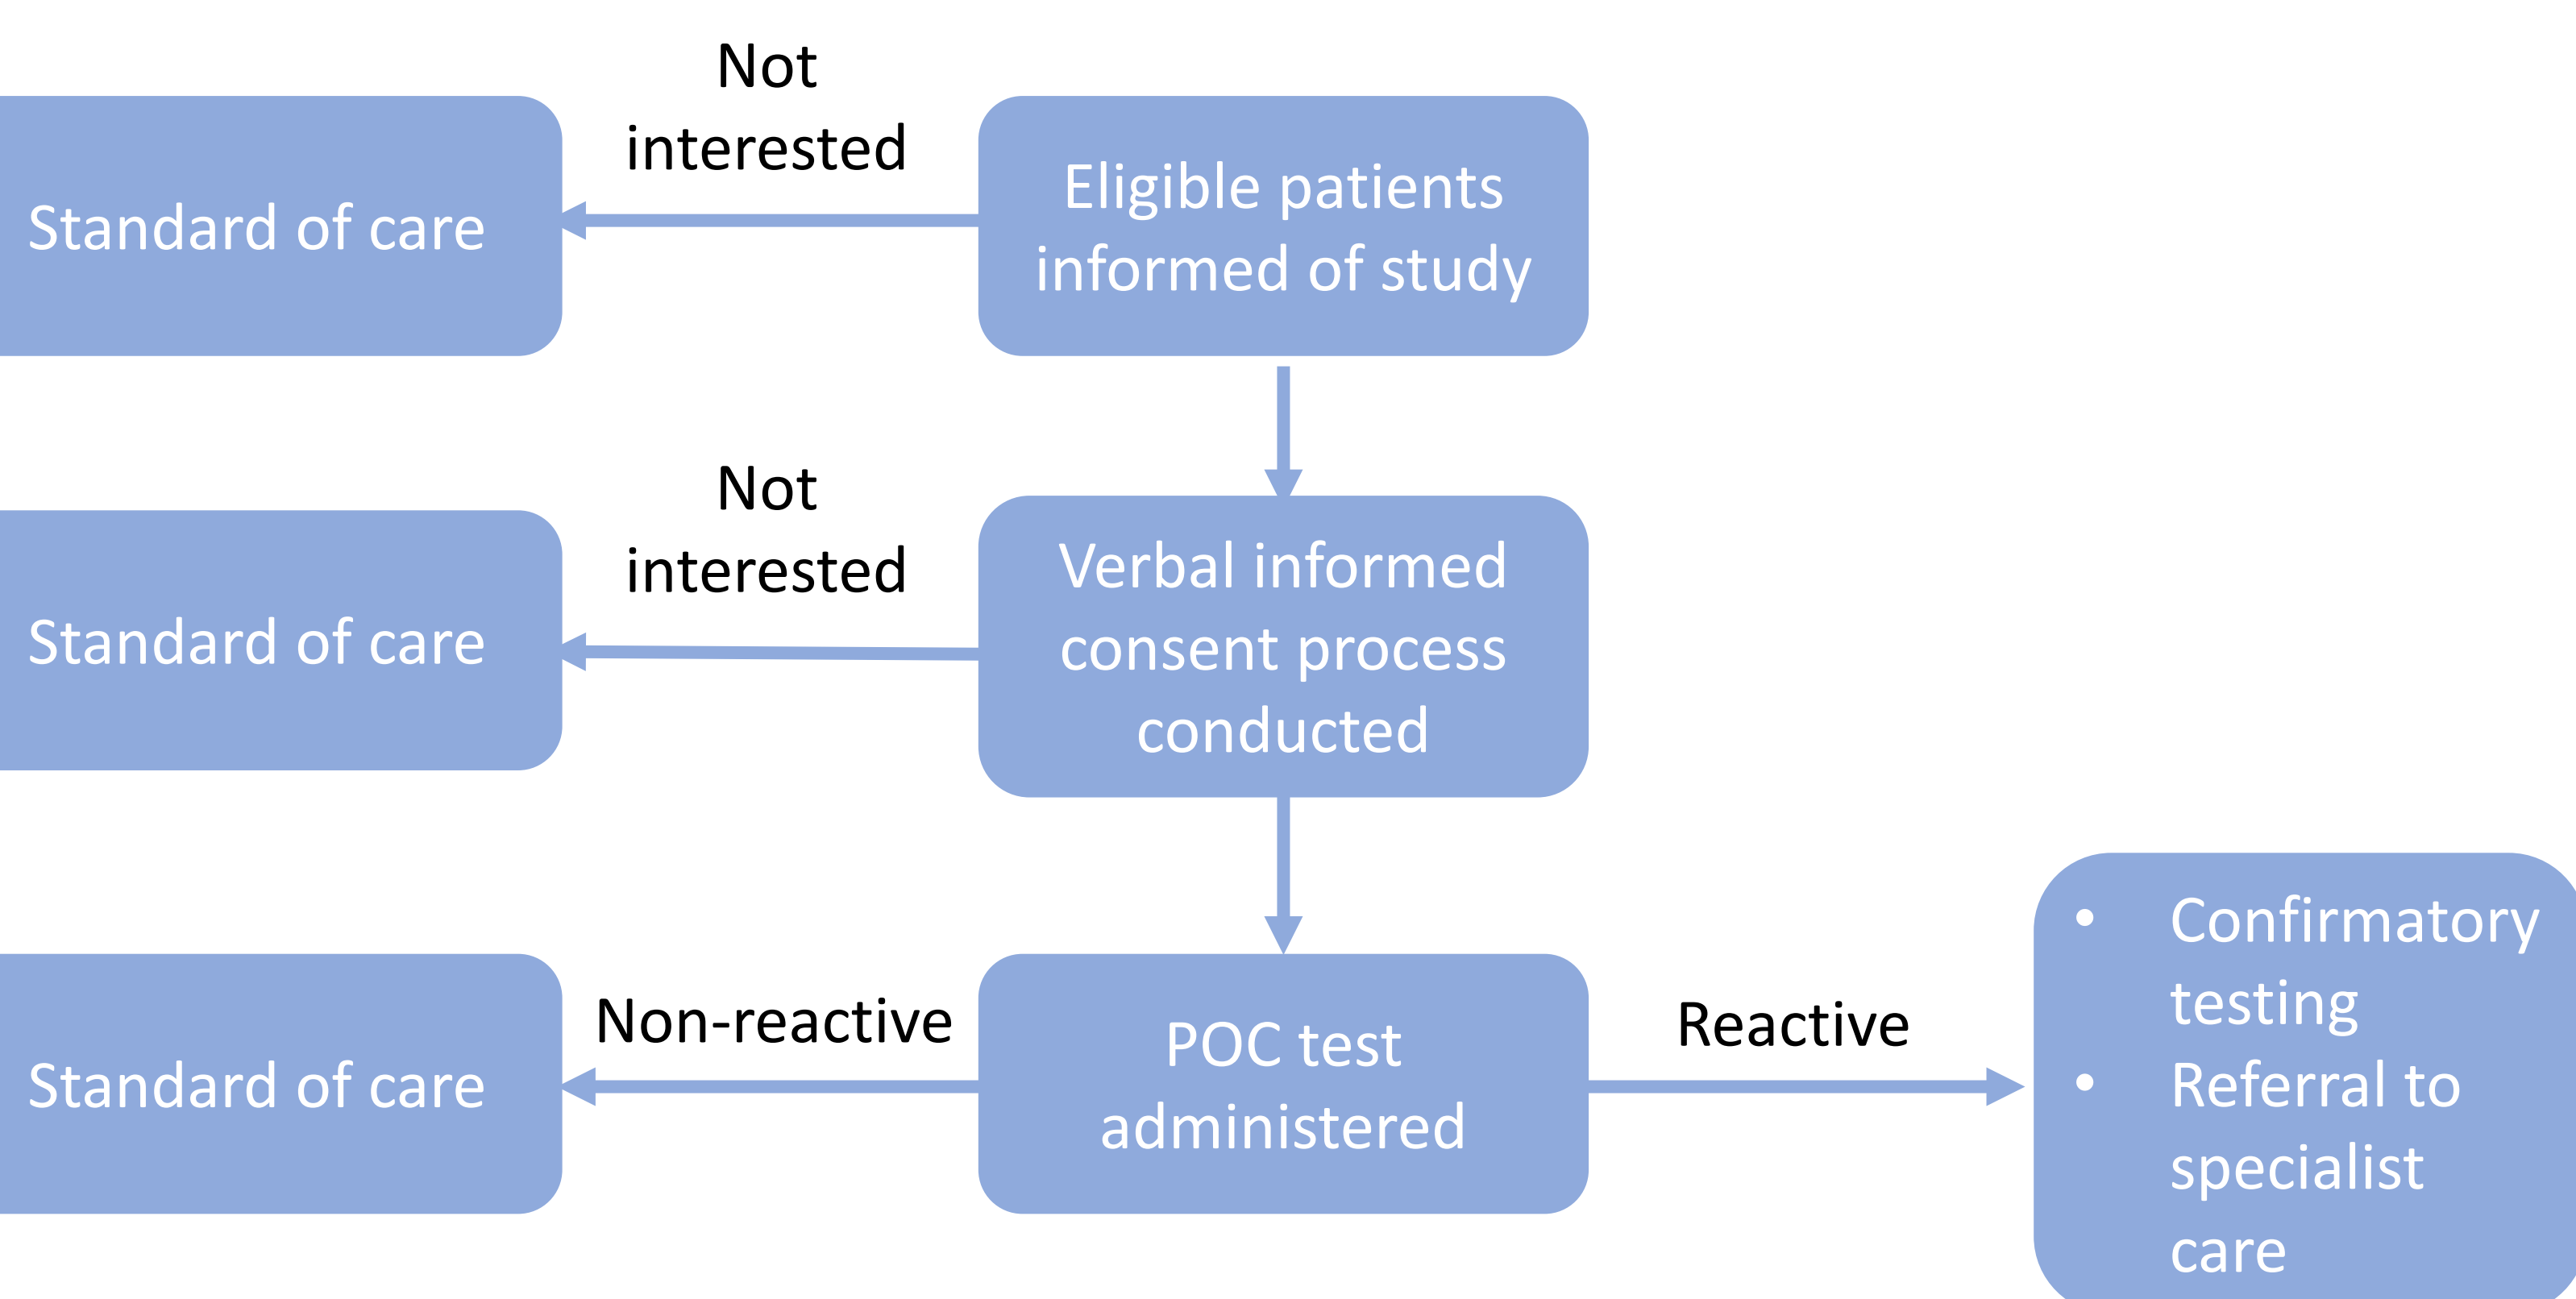 Not
interested
Standard of care
Eligible patients
informed of study
Not
interested
Standard of care
Verbal informed
consent process
conducted
Standard of care
Non-reactive
POC test
administered
Reactive
• Confirmatory
testing
• Referral to
specialist
care